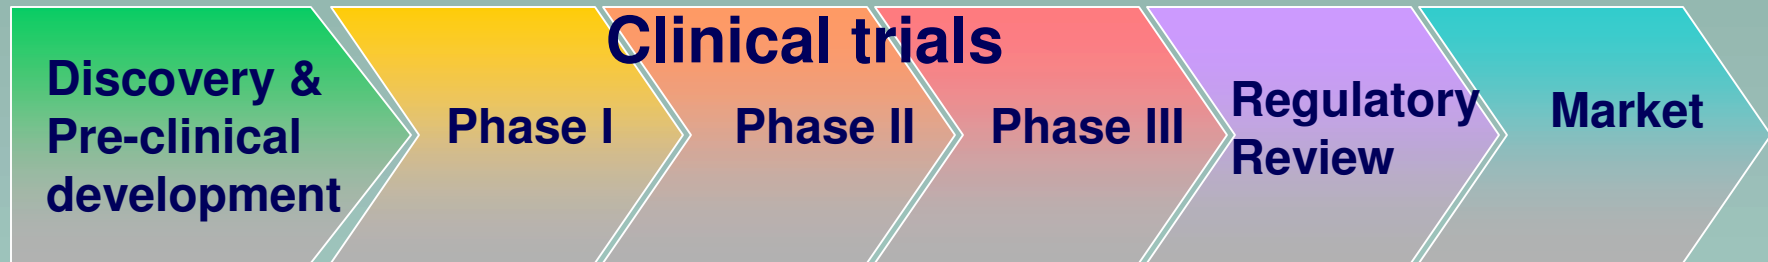 Clinical trials
Discovery &
Pre-clinical
development
Phase I
Phase II
Phase III
Regulatory
Review
Market